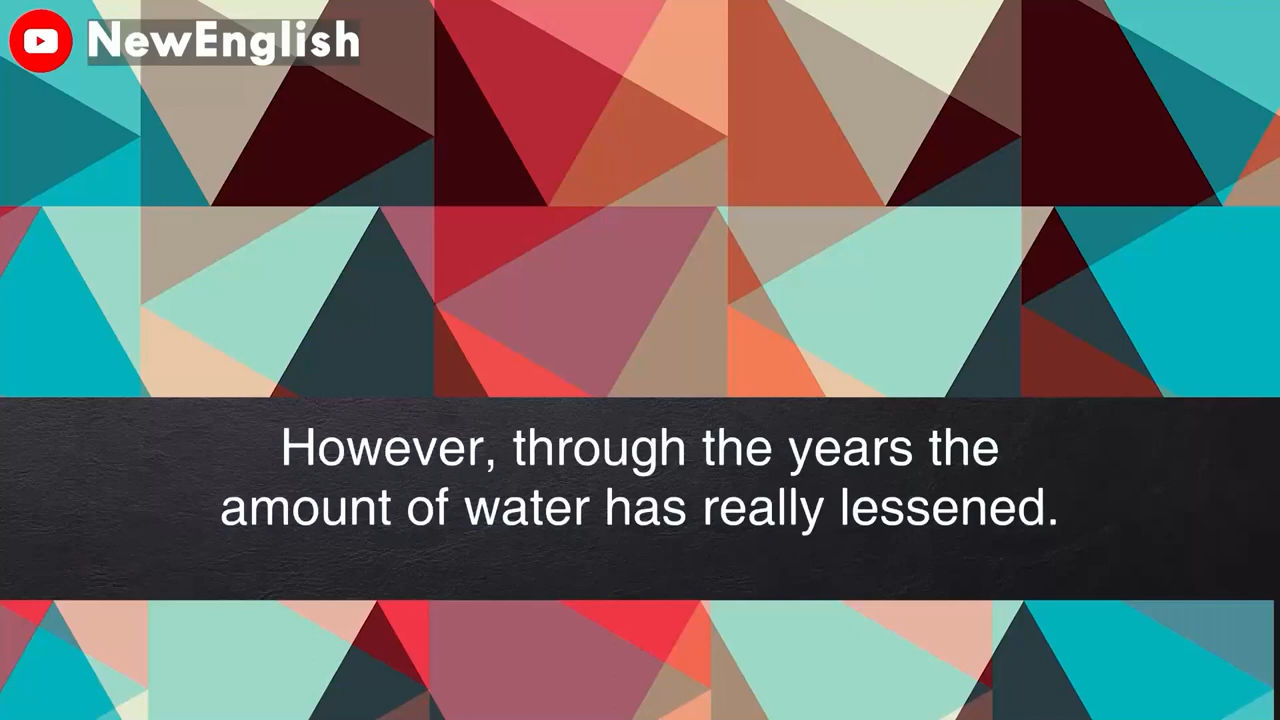 NewEnglish
However, through the years the
amount of water has really lessened.